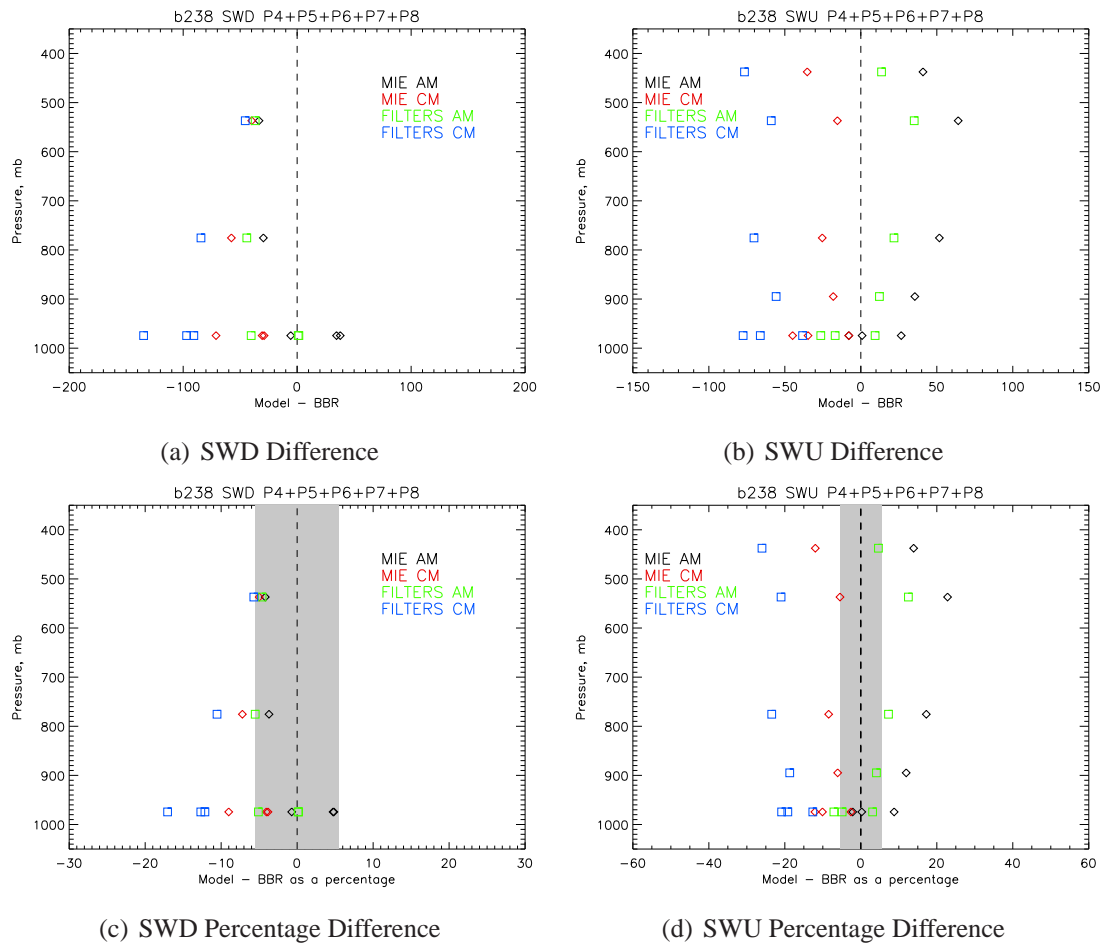 b238 SWD P4+P5+P6+P7+P8
400
500
600
700
800
900
1000
Pressure, mb
MIE AM
MIE CM
FILTERS AM
FILTERS CM
−200 −100 0 100 200
Model − BBR
(a) SWD Difference
b238 SWU P4+P5+P6+P7+P8
400
500
600
700
800
900
1000
Pressure, mb
MIE AM
MIE CM
FILTERS AM
FILTERS CM
−150 −100 −50 0 50 100 150
Model − BBR
(b) SWU Difference
b238 SWD P4+P5+P6+P7+P8
400
500
600
700
800
900
1000
Pressure, mb
MIE AM
MIE CM
FILTERS AM
FILTERS CM
−30 −20 −10 0 10 20 30
Model − BBR as a percentage
(c) SWD Percentage Difference
b238 SWU P4+P5+P6+P7+P8
400
500
600
700
800
900
1000
Pressure, mb
MIE AM
MIE CM
FILTERS AM
FILTERS CM
−60 −40 −20 0 20 40 60
Model − BBR as a percentage
(d) SWU Percentage Difference